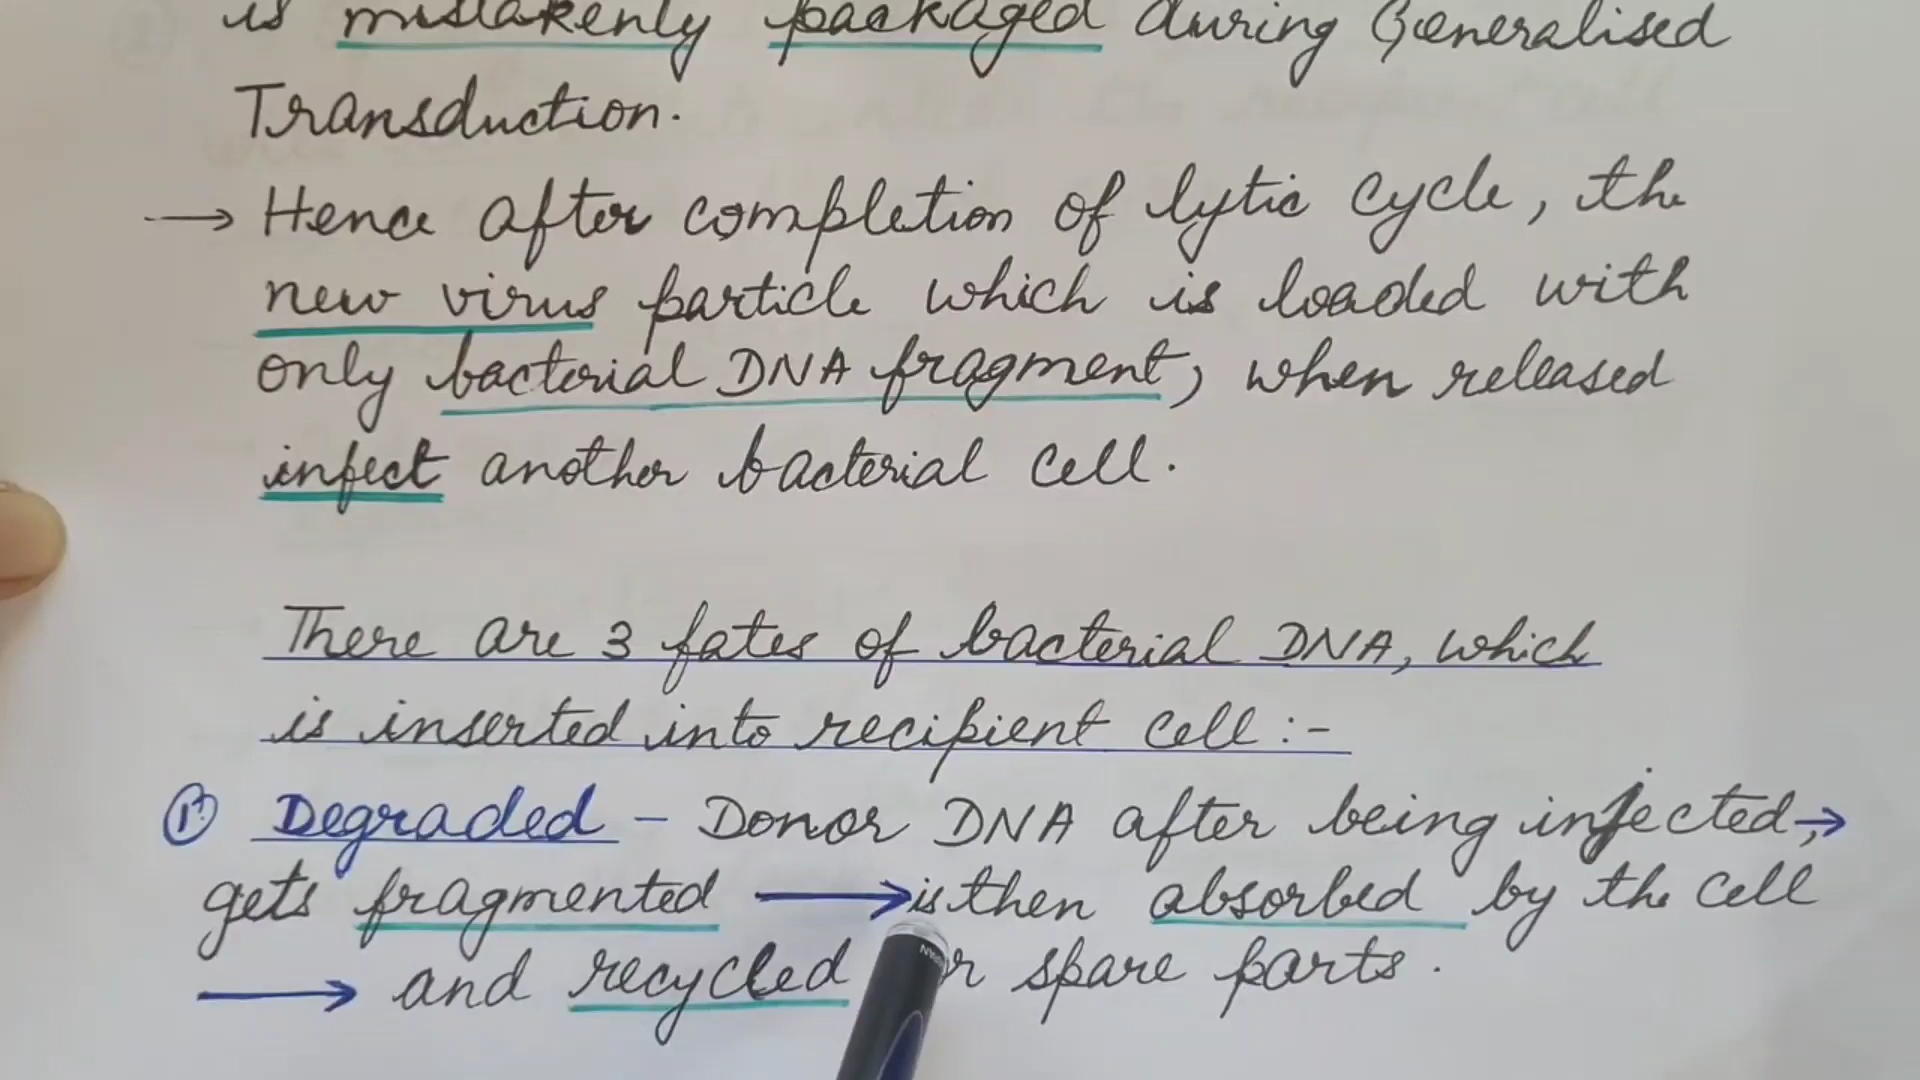 is mistakenly packaged during Generalised
Transduction.
→ Hence after completion of lytic cycle, the
new virus particle which is loaded with
only bacterial DNA fragment, when released
infect another bacterial cell.
There are 3 fates of bacterial DNA, which
is inserted into recipient cell :-
① Degraded - Donor DNA after being injected, →
gets fragmented → is then absorbed by the cell
→ and recycled spare parts.